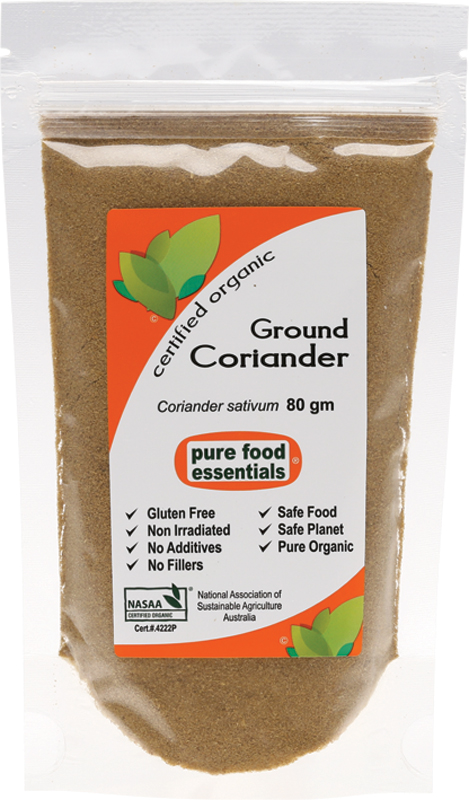 certified organic
Ground
Coriander
Coriander sativum 80 gm
pure food
essentials®
✓ Gluten Free
✓ Non Irradiated
✓ No Additives
✓ No Fillers
✓ Safe Food
✓ Safe Planet
✓ Pure Organic
NASAA®
CERTIFIED ORGANIC
Cert.#.4222P
National Association of
Sustainable Agriculture
Australia
©
©